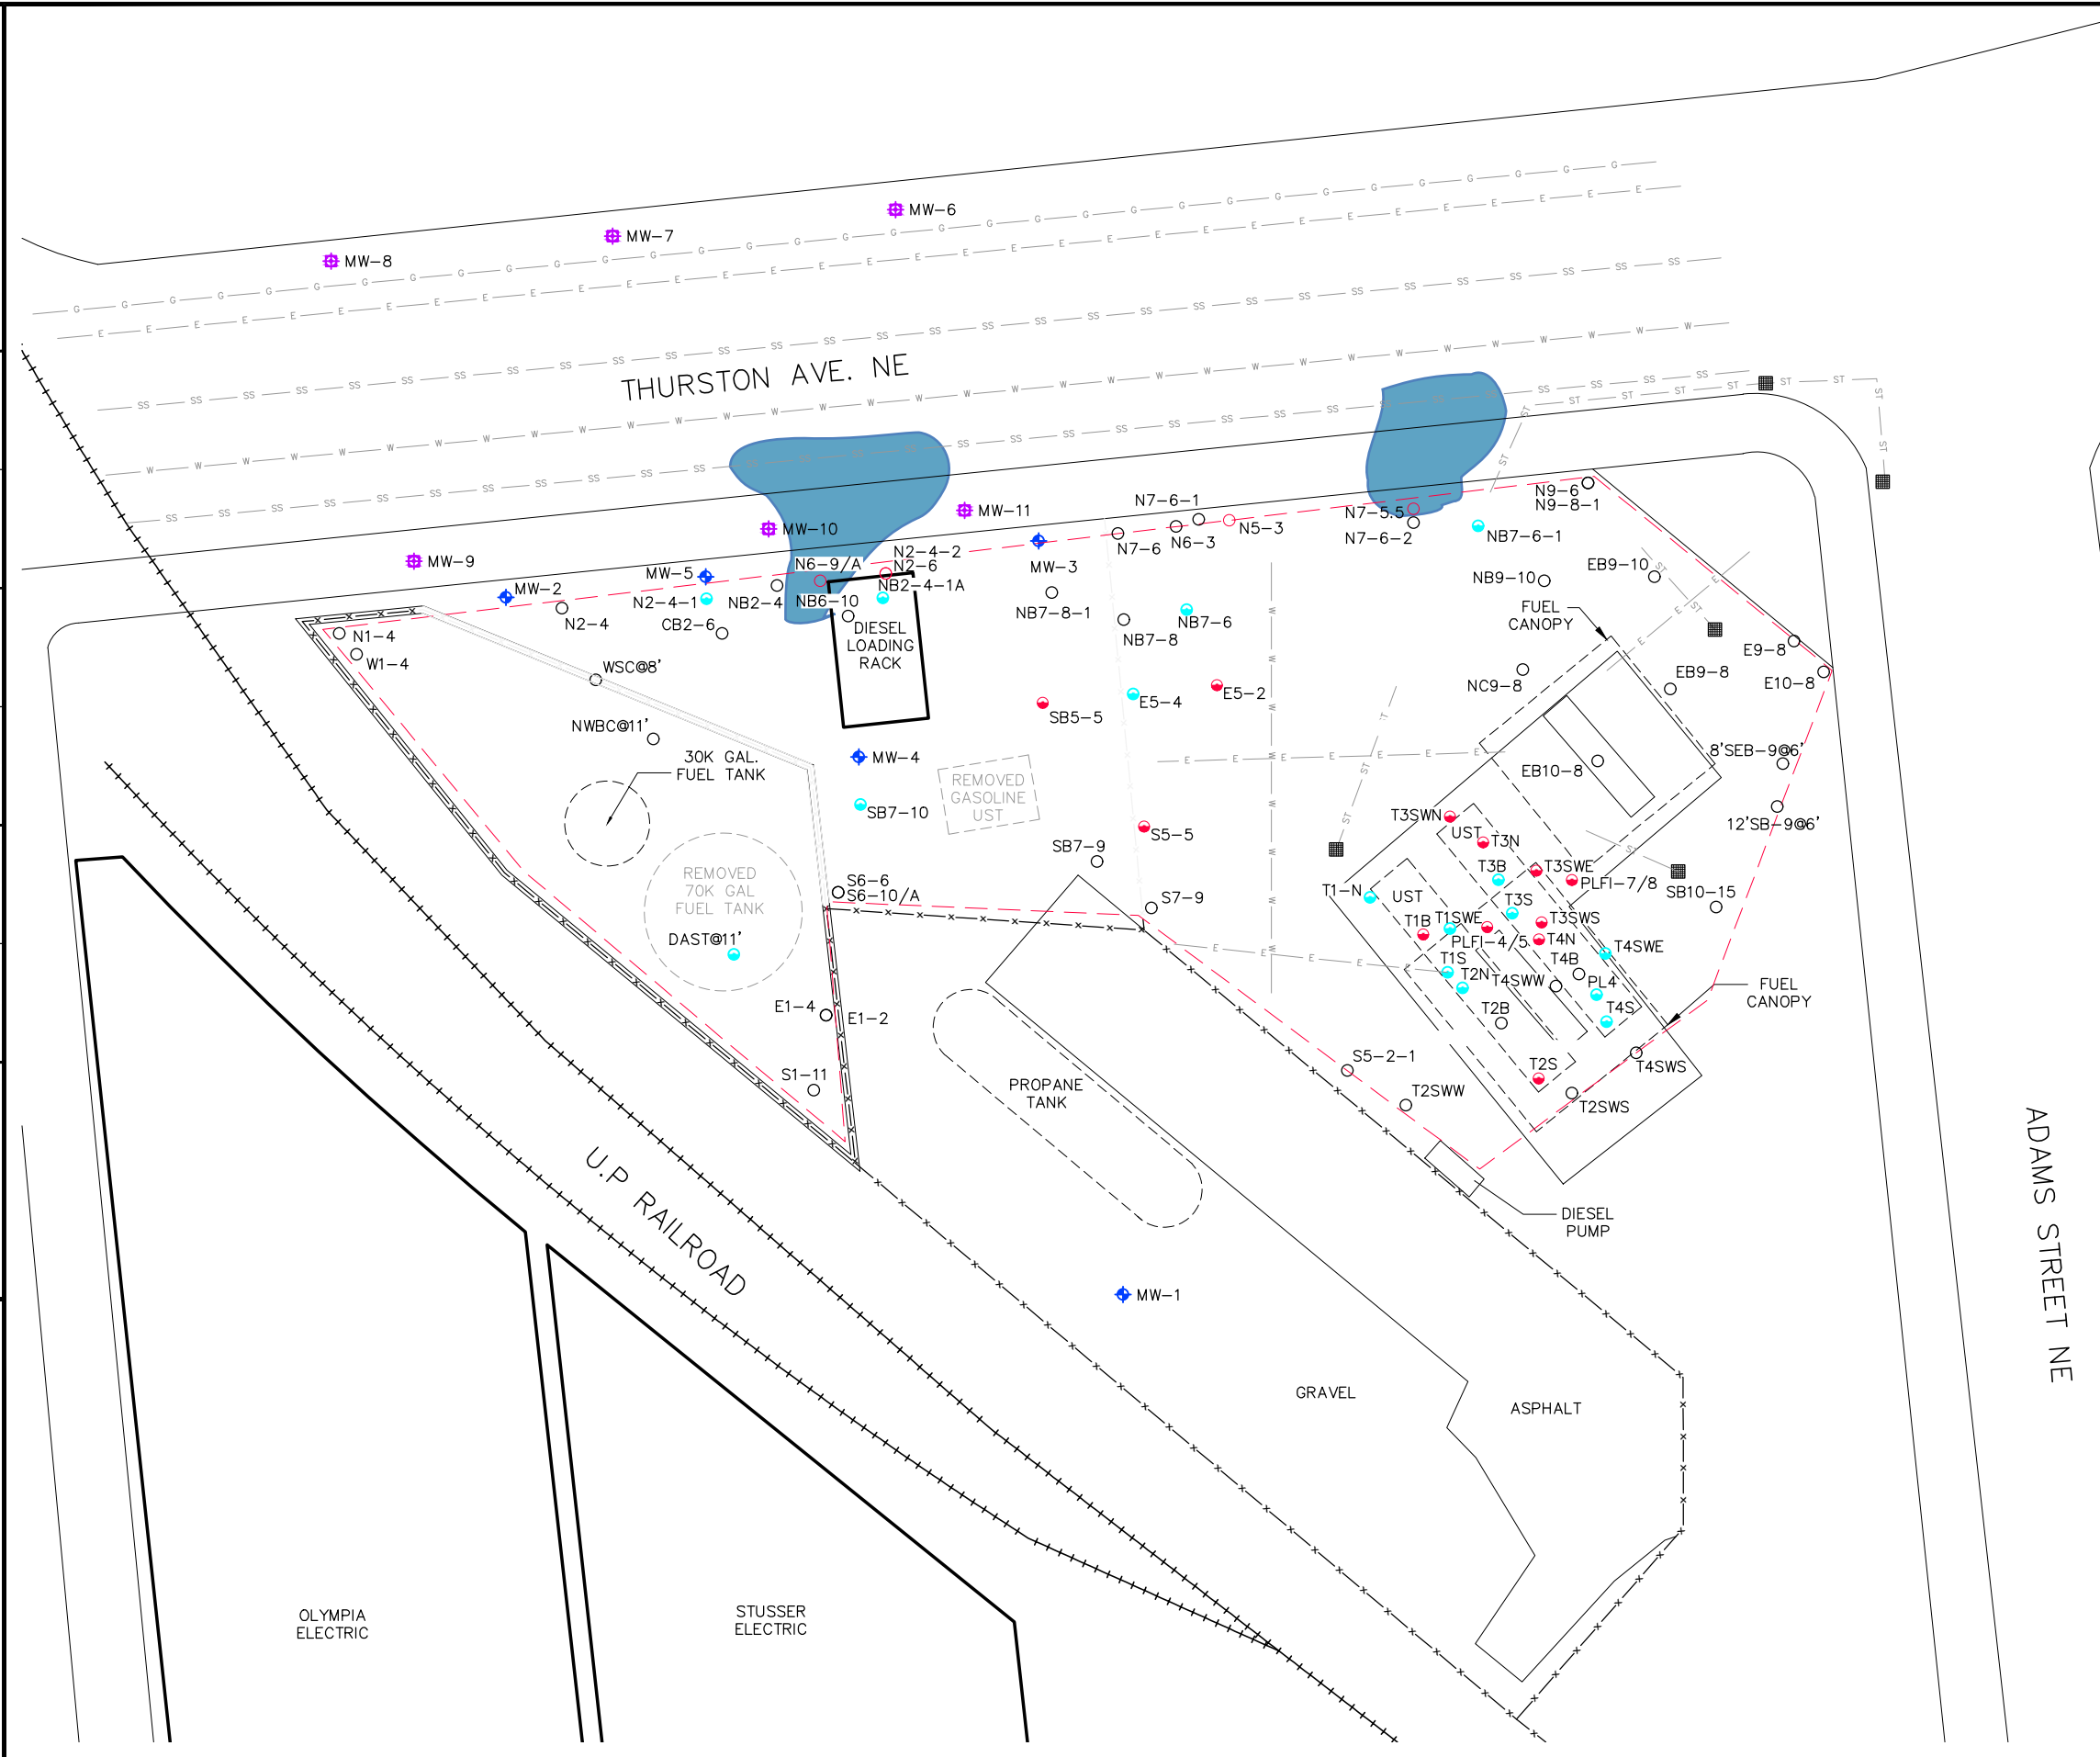 MW-6
MW-7
MW-8
THURSTON AVE. NE
MW-11
MW-10
MW-9
MW-5
MW-2
MW-3
N7-6-1
N7-6
N6-3
N5-3
N7-5.5
N7-6-2
N9-6
N9-8-1
NB7-6-1
N2-4-2
N2-6
N6-9/A
NB2-4-1A
NB2-4
NB6-10
N2-4-1
N2-4
CB2-6
N1-4
W1-4
WSC@8'
NWBC@11'
DIESEL
LOADING
RACK
NB7-8-1
NB7-8
NB7-6
NB9-10
EB9-10
FUEL
CANOPY
E9-8
E10-8
NC9-8
EB9-8
E5-4
E5-2
SB5-5
MW-4
30K GAL.
FUEL TANK
REMOVED
GASOLINE
UST
SB7-10
EB10-8
8'SEB-9@6'
12'SB-9@6'
S5-5
SB7-9
S7-9
REMOVED
70K GAL
FUEL TANK
DAST@11'
S6-6
S6-10/A
T3SWN
UST
T3N
T3B
T3SWE
PLFI-7/8
SB10-15
T1-N
UST
T3S
T1B
T1SWE
PLFI-4/5
T3SWS
T4N
T4SWE
T1S
T2N
T4SWW
T4B
PL4
T4S
T2B
FUEL
CANOPY
E1-4
E1-2
S1-11
S5-2-1
T2SWW
T2S
T2SWS
T4SWS
PROPANE
TANK
DIESEL
PUMP
U.P RAILROAD
ADAMS STREET NE
MW-1
GRAVEL
ASPHALT
OLYMPIA
ELECTRIC
STUSSER
ELECTRIC